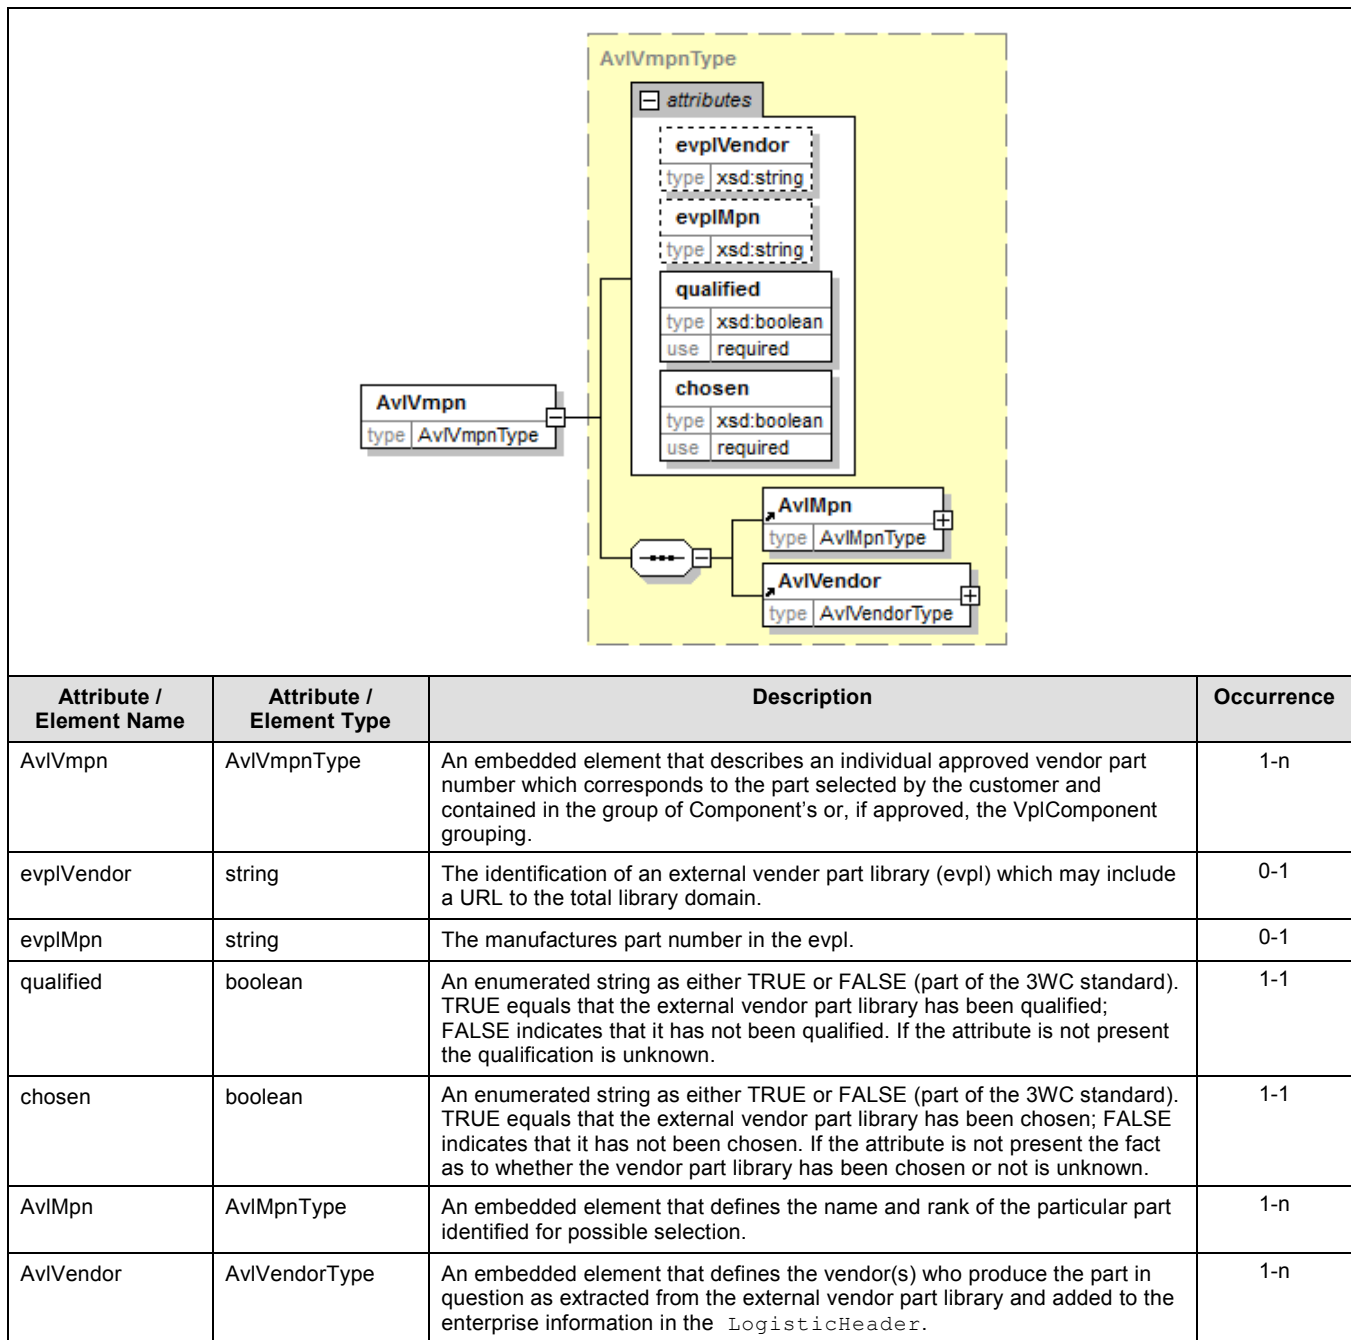 AvlVmpnType
attributes
evplVendor
type xsd:string
evplMpn
type xsd:string
qualified
type xsd:boolean
use required
chosen
type xsd:boolean
use required
AvlVmpn
type AvlVmpnType
AvlMpn
type AvlMpnType
AvlVendor
type AvlVendorType
Attribute / Element Name
Attribute / Element Type
Description
Occurrence
AvlVmpn
AvlVmpnType
An embedded element that describes an individual approved vendor part
number which corresponds to the part selected by the customer and
contained in the group of Component's or, if approved, the VplComponent
grouping.
1-n
evplVendor
string
The identification of an external vender part library (evpl) which may include
a URL to the total library domain.
0-1
evplMpn
string
The manufactures part number in the evpl.
0-1
qualified
boolean
An enumerated string as either TRUE or FALSE (part of the 3WC standard).
TRUE equals that the external vendor part library has been qualified;
FALSE indicates that it has not been qualified. If the attribute is not present
the qualification is unknown.
1-1
chosen
boolean
An enumerated string as either TRUE or FALSE (part of the 3WC standard).
TRUE equals that the external vendor part library has been chosen; FALSE
indicates that it has not been chosen. If the attribute is not present the fact
as to whether the vendor part library has been chosen or not is unknown.
1-1
AvlMpn
AvlMpnType
An embedded element that defines the name and rank of the particular part
identified for possible selection.
1-n
AvlVendor
AvlVendorType
An embedded element that defines the vendor(s) who produce the part in
question as extracted from the external vendor part library and added to the
enterprise information in the LogisticHeader.
1-n